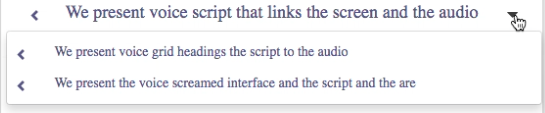 We present voice script that links the screen and the audio
We present voice grid headings the script to the audio
We present the voice screamed interface and the script and the are